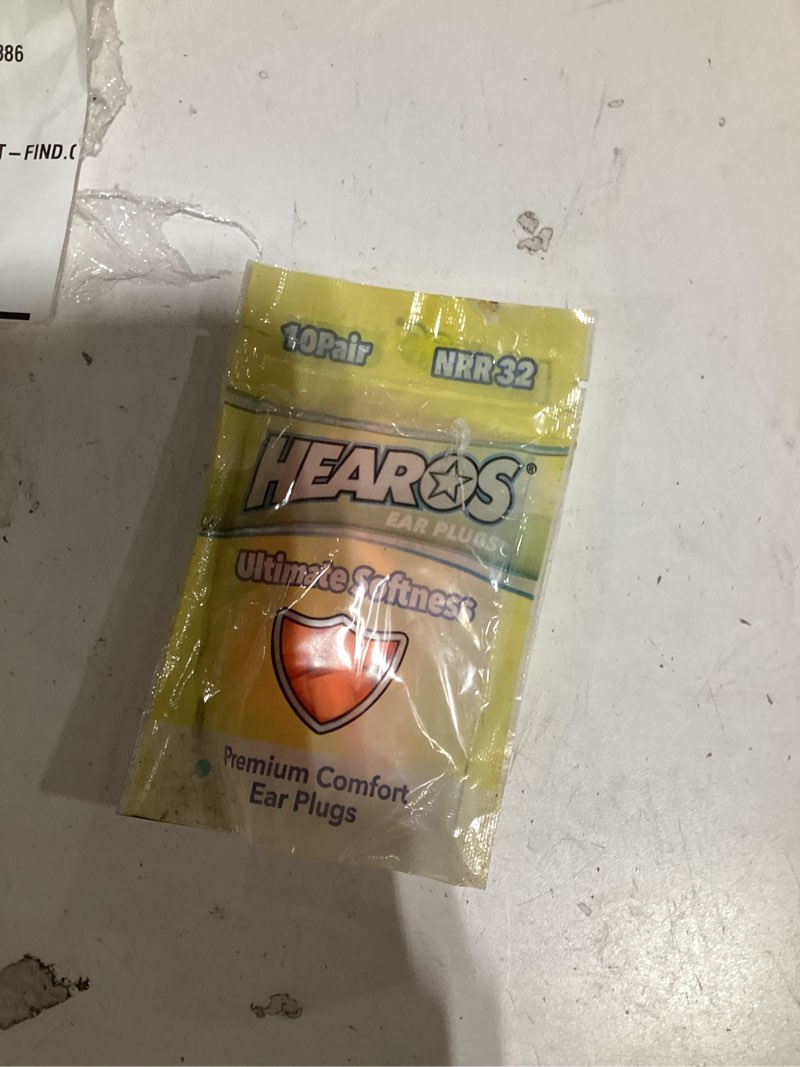 386
T-FIND.C
10Pair
NRR 32
HEAROS®
EAR PLUGS
Ultimate Softness
Premium Comfort
Ear Plugs